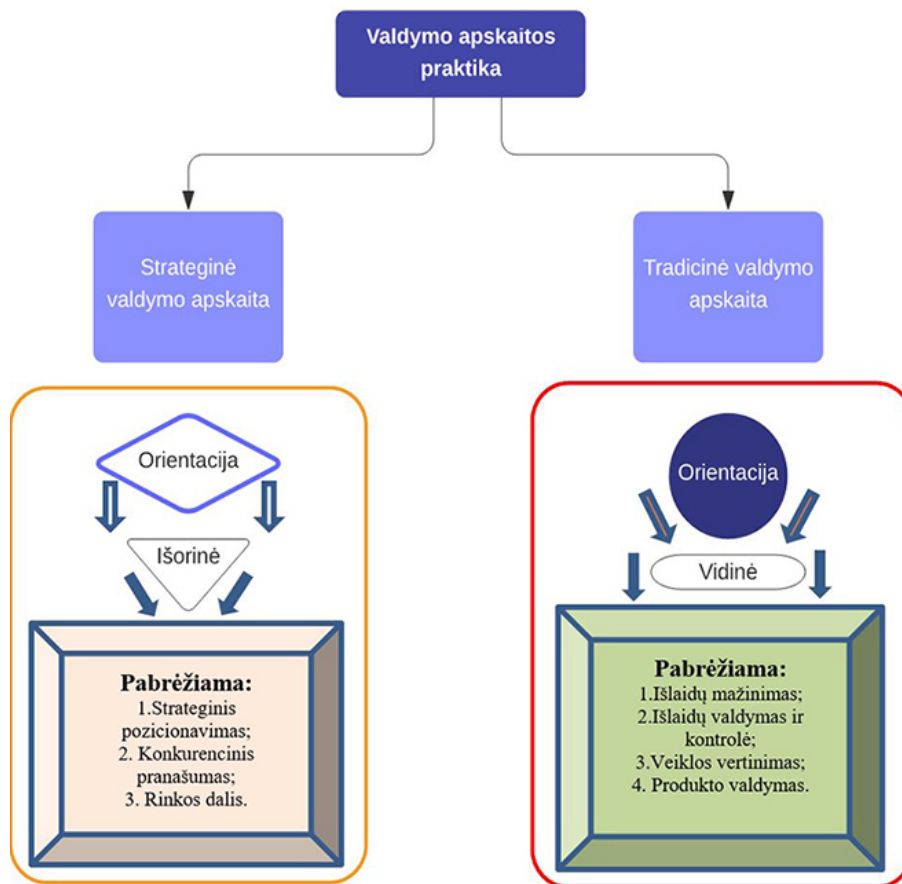 Valdymo apskaitos
praktika
Strateginė
valdymo apskaita
Tradicinė valdymo
apskaita
Orientacija
Išorinė
Pabrėžiama:
1.Strateginis
pozicionavimas;
2. Konkurencinis
pranašumas;
3. Rinkos dalis.
Orientacija
Vidinė
Pabrėžiama:
1.Išlaidų mažinimas;
2.Išlaidų valdymas ir
kontrolė;
3.Veiklos vertinimas;
4. Produkto valdymas.